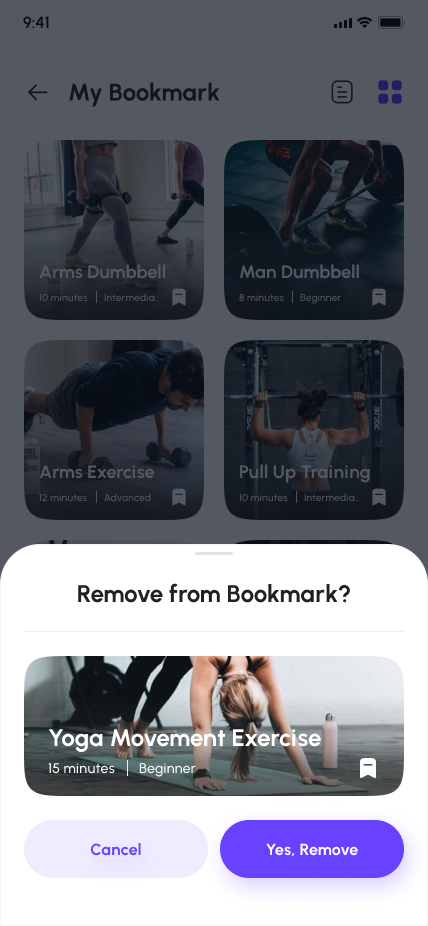 9:41
My Bookmark
Arms Dumbbell
10 minutes | Intermedia..
Man Dumbbell
8 minutes | Beginner
Arms Exercise
12 minutes | Advanced
Pull Up Training
10 minutes | Intermedia..
Remove from Bookmark?
Yoga Movement Exercise
15 minutes | Beginner
Cancel
Yes, Remove